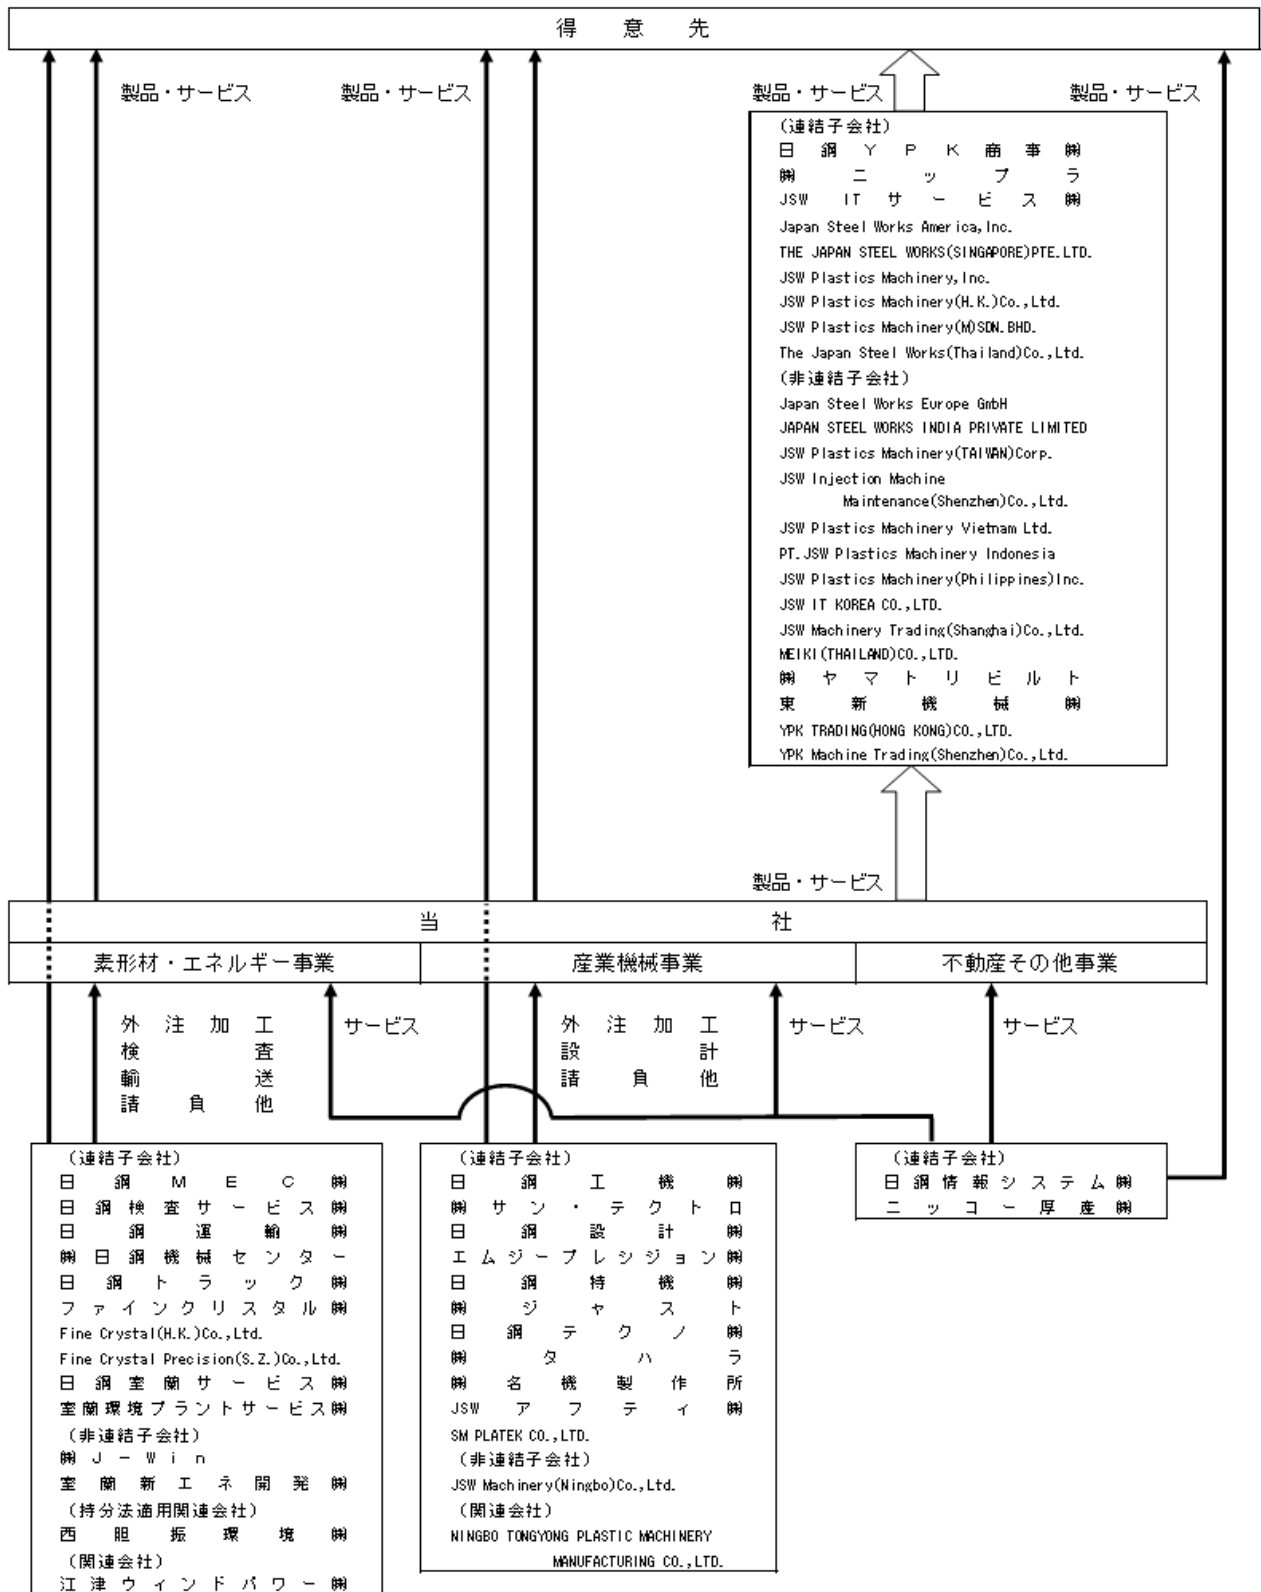 得意先
製品・サービス
製品・サービス
製品・サービス
製品・サービス
(連結子会社)
日鋼YPK商事㈱
㈱ニップラ
JSW ITサービス㈱
Japan Steel Works America,Inc.
THE JAPAN STEEL WORKS(SINGAPORE)PTE.LTD.
JSW Plastics Machinery,Inc.
JSW Plastics Machinery(H.K.)Co.,Ltd.
JSW Plastics Machinery(M)SDN.BHD.
The Japan Steel Works(Thailand)Co.,Ltd.
(非連結子会社)
Japan Steel Works Europe GmbH
JAPAN STEEL WORKS INDIA PRIVATE LIMITED
JSW Plastics Machinery(TAIWAN)Corp.
JSW Injection Machine
Maintenance(Shenzhen)Co.,Ltd.
JSW Plastics Machinery Vietnam Ltd.
PT.JSW Plastics Machinery Indonesia
JSW Plastics Machinery(Philippines)Inc.
JSW IT KOREA CO.,LTD.
JSW Machinery Trading(Shanghai)Co.,Ltd.
MEIKI(THAILAND)CO.,LTD.
㈱ヤマトリビルト
東新機械㈱
YPK TRADING(HONG KONG)CO.,LTD.
YPK Machine Trading(Shenzhen)Co.,Ltd.
製品・サービス
当社
素形材・エネルギー事業
産業機械事業
不動産その他事業
外注加工
検査
輸送
請負他
サービス
外注加工
設計
請負他
サービス
サービス
(連結子会社)
日鋼MEC㈱
日鋼検査サービス㈱
日鋼運輸㈱
㈱日鋼機械センター
日鋼トラック㈱
ファインクリスタル㈱
Fine Crystal(H.K.)Co.,Ltd.
Fine Crystal Precision(S.Z.)Co.,Ltd.
日鋼室蘭サービス㈱
室蘭環境プラントサービス㈱
(非連結子会社)
㈱J-Win
室蘭新エネ開発㈱
(持分法適用関連会社)
西胆振環境㈱
(関連会社)
江津ウィンドパワー㈱
(連結子会社)
日鋼工機㈱
㈱サン・テクトロ
日鋼設計㈱
エムジープレシジョン㈱
日鋼特機㈱
㈱ジャスト
日鋼テクノ㈱
㈱タハラ
㈱名機製作所
JSWアフティ㈱
SM PLATEK CO.,LTD.
(非連結子会社)
JSW Machinery(Ningbo)Co.,Ltd.
(関連会社)
NINGBO TONGYONG PLASTIC MACHINERY
MANUFACTURING CO.,LTD.
(連結子会社)
日鋼情報システム㈱
ニッコー厚産㈱